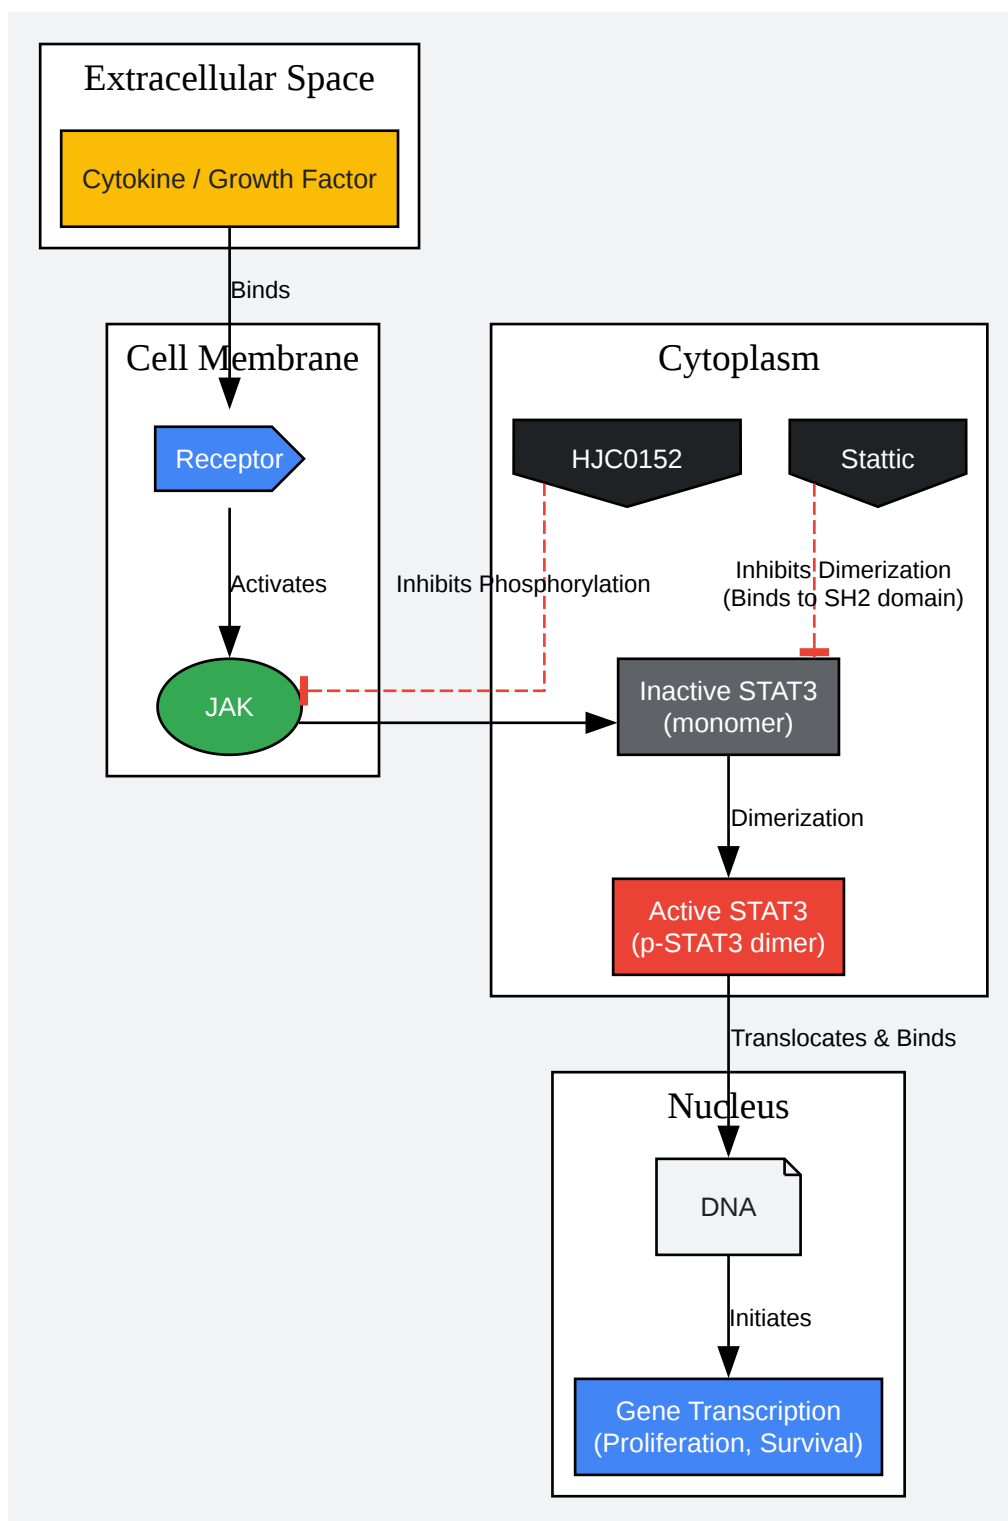 Extracellular Space
Cytokine / Growth Factor
Binds
Cell Membrane
Receptor
Activates
JAK
Cytoplasm
HJC0152
Stattic
Inhibits Phosphorylation
Inhibits Dimerization
(Binds to SH2 domain)
Inactive STAT3
(monomer)
Dimerization
Active STAT3
(p-STAT3 dimer)
Translocates & Binds
Nucleus
DNA
Initiates
Gene Transcription
(Proliferation, Survival)